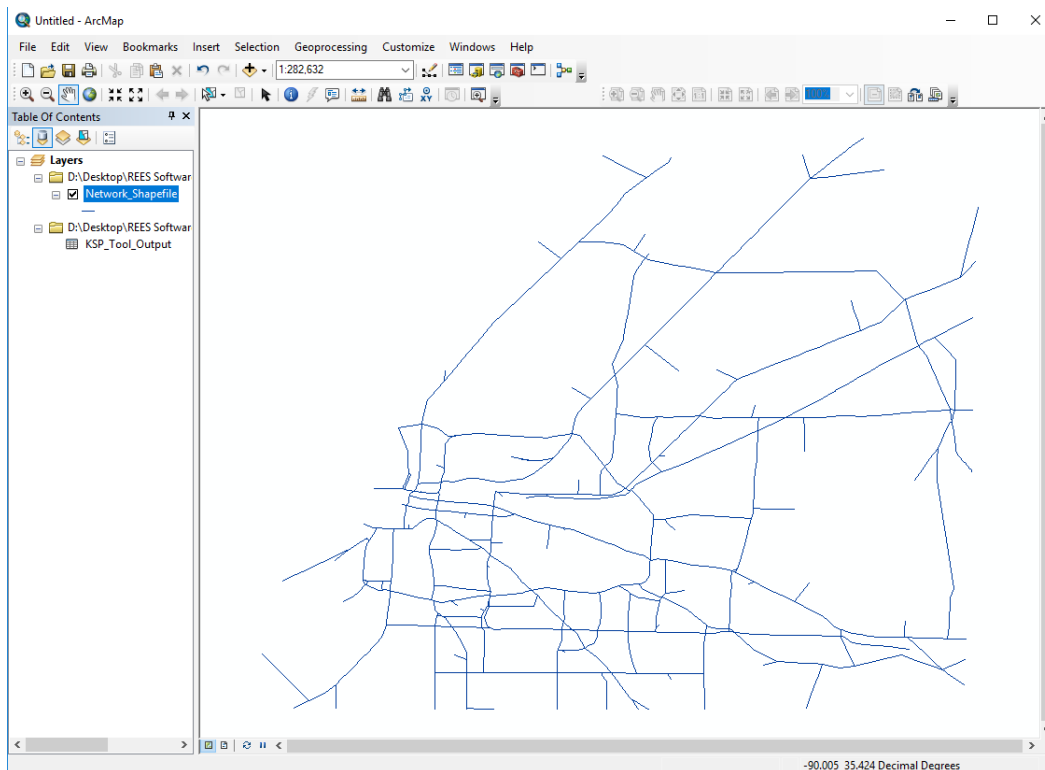 Untitled - ArcMap
File Edit View Bookmarks Insert Selection Geoprocessing Customize Windows Help
1:282,632
Table Of Contents
Layers
D:\Desktop\REES Softwar
Network_Shapefile
D:\Desktop\REES Softwar
KSP_Tool_Output
-90.005 35.424 Decimal Degrees